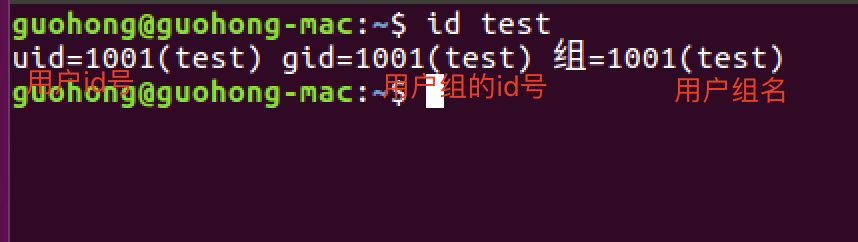 guohong@guohong-mac:~$ id test
uid=1001(test) gid=1001(test) 组=1001(test)
用户id号 用户组的id号 用户组名
guohong@guohong-mac:~$